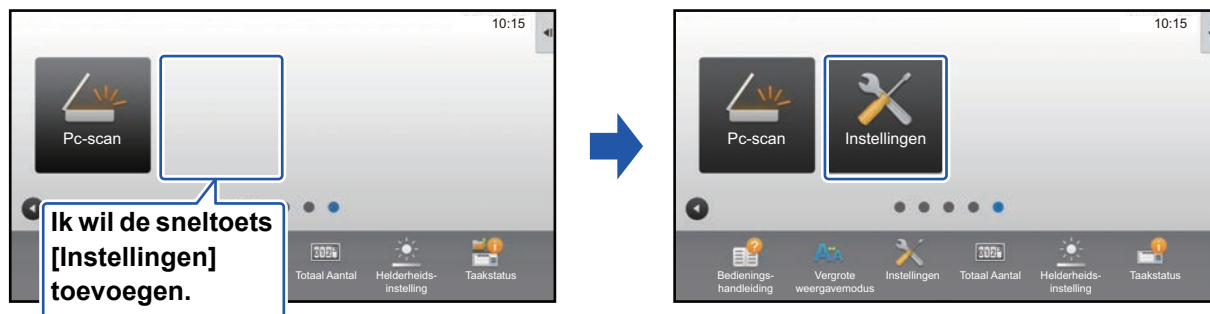 10:15
Pc-scan
Ik wil de sneltoets
[Instellingen]
toevoegen.
Totaal Aantal
Helderheids-
instelling
Taakstatus
10:15
Pc-scan
Instellingen
Bedienings-
handleiding
Vergrote
weergavemodus
Instellingen
Totaal Aantal
Helderheids-
instelling
Taakstatus